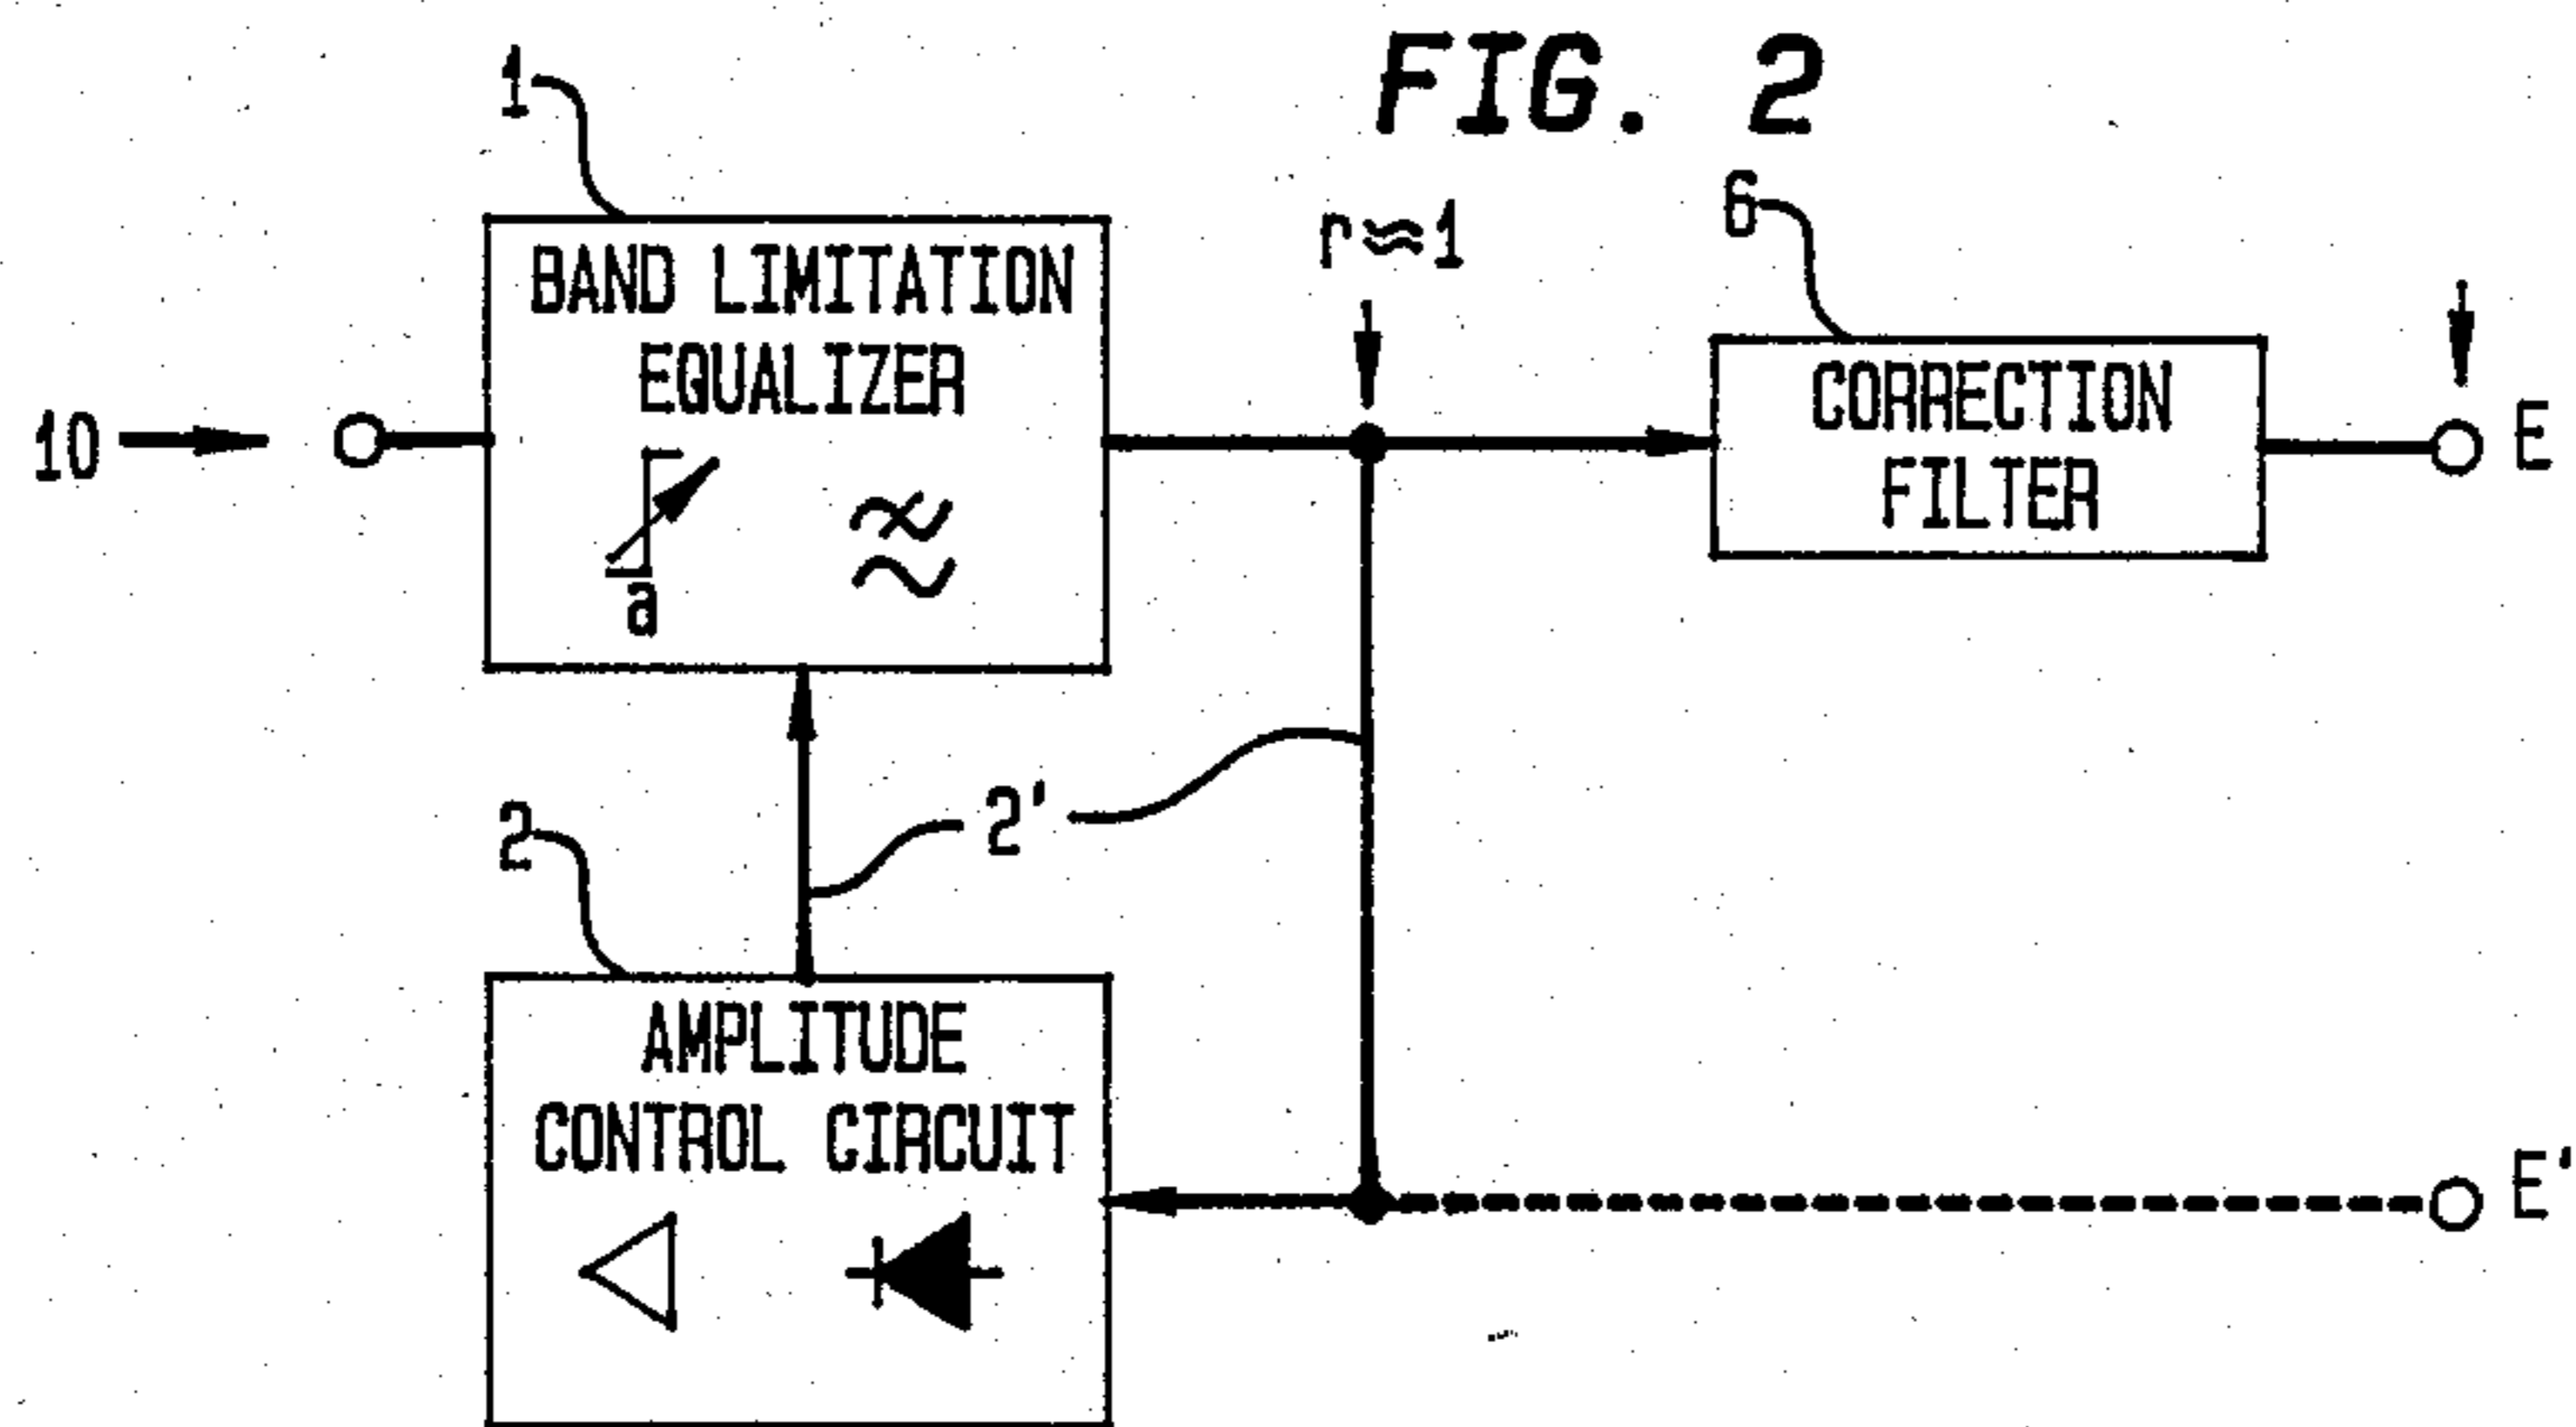 FIG. 2
1
BAND LIMITATION
EQUALIZER
a
r≈1
6
CORRECTION
FILTER
10
E
2'
2
AMPLITUDE
CONTROL CIRCUIT
E'